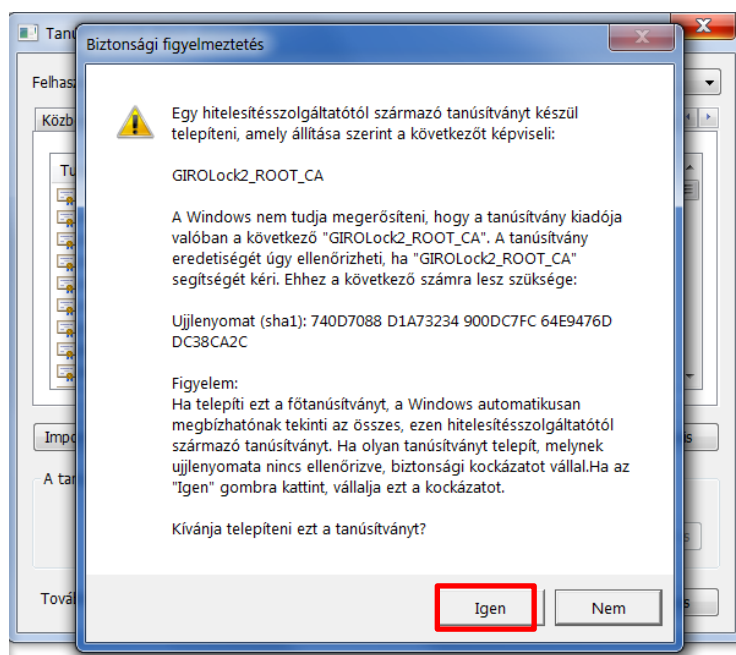 Biztonsági figyelmeztetés
Egy hitelesítésszolgáltatótól származó tanúsítványt készül
telepíteni, amely állítása szerint a következőt képviseli:
GIROLock2_ROOT_CA
A Windows nem tudja megerősíteni, hogy a tanúsítvány kiadója
valóban a következő "GIROLock2_ROOT_CA". A tanúsítvány
eredetiségét úgy ellenőrizheti, ha "GIROLock2_ROOT_CA"
segítségét kéri. Ehhez a következő számra lesz szüksége:
Ujjlenyomat (sha1): 740D7088 D1A73234 900DC7FC 64E9476D
DC38CA2C
Figyelem:
Ha telepíti ezt a főtanúsítványt, a Windows automatikusan
megbízhatónak tekinti az összes, ezen hitelesítésszolgáltatótól
származó tanúsítványt. Ha olyan tanúsítványt telepít, melynek
ujjlenyomata nincs ellenőrizve, biztonsági kockázatot vállal.Ha az
"Igen" gombra kattint, vállalja ezt a kockázatot.
Kívánja telepíteni ezt a tanúsítványt?
Igen
Nem